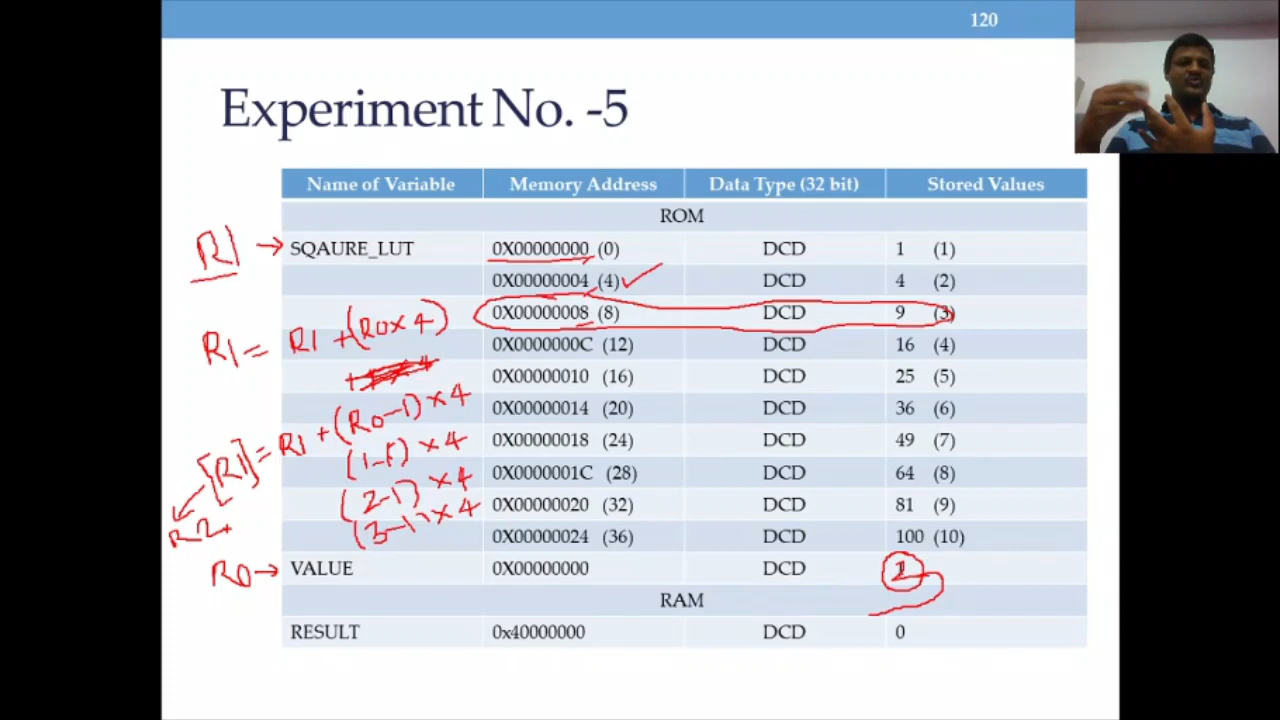 120
Experiment No. -5
Name of Variable Memory Address Data Type (32 bit) Stored Values
ROM
R1 → SQAURE_LUT 0X00000000 (0) DCD 1 (1)
0X00000004 (4) ✓ DCD 4 (2)
0X00000008 (8) DCD 9 (3)
R1 = R1 + (R0 × 4)
0X0000000C (12) DCD 16 (4)
0X00000010 (16) DCD 25 (5)
0X00000014 (20) DCD 36 (6)
[R1] = R1 + (R0-1) × 4
0X00000018 (24) DCD 49 (7)
(1-1) × 4
0X0000001C (28) DCD 64 (8)
(2-1) × 4
0X00000020 (32) DCD 81 (9)
(3-1) × 4
R2
0X00000024 (36) DCD 100 (10)
R0 → VALUE 0X00000000 DCD
RAM
RESULT 0x40000000 DCD 0